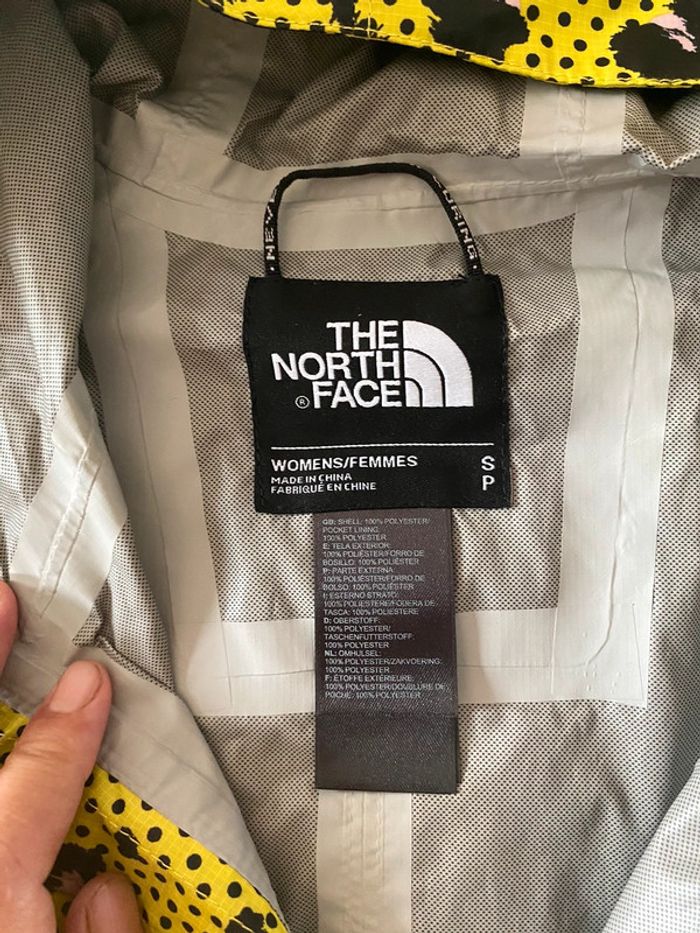 NEVE
ORING
THE
NORTH
® FACE
WOMENS/FEMMES S
MADE IN CHINA P
FABRIQUÉ EN CHINE
GB: SHELL: 100% POLYESTER/
POCKET LINING:
100% POLYESTER
E: TELA EXTERIOR:
100% POLIÉSTER/FORRO DE
BOLSILLO: 100% POLIÉSTER
P: PARTE EXTERNA:
100% POLIÉSTER/FORRO DE
BOLSO: 100% POLIÉSTER
I: ESTERNO STRATO:
100% POLIESTERE/FODERA DE
TASCA: 100% POLIESTERE
D: OBERSTOFF:
100% POLYESTER/
TASCHENFUTTERSTOFF:
100% POLYESTER
NL: OMHULSEL:
100% POLYESTER/ZAKVOERING:
100% POLYESTER
F: ÉTOFFE EXTÉRIEURE:
100% POLYESTER/DOUBLURE DE
POCHE: 100% POLYESTER